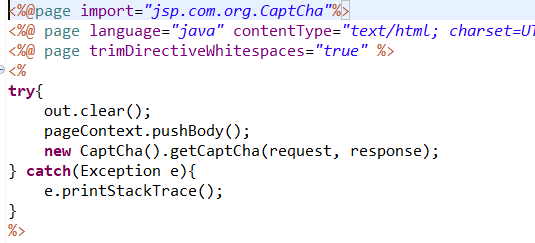 <%@page import="jsp.com.org.CaptCha"%>
<%@ page language="java" contentType="text/html; charset=UT
<%@ page trimDirectiveWhitespaces="true" %>
<%
try{
    out.clear();
    pageContext.pushBody();
    new CaptCha().getCaptCha(request, response);
} catch(Exception e){
    e.printStackTrace();
}
%>